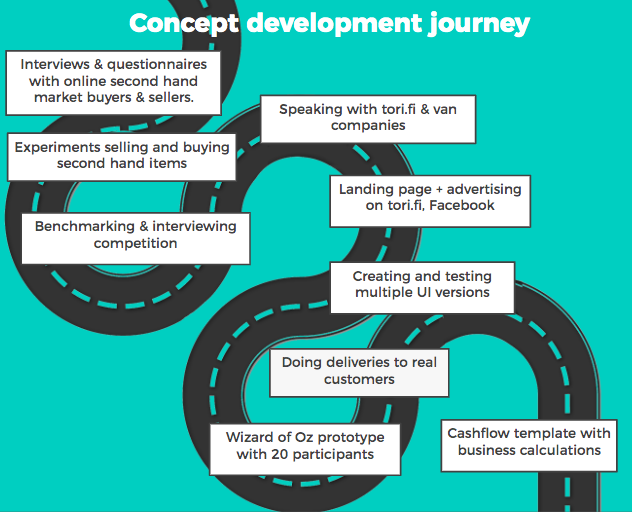 Concept development journey
Interviews & questionnaires
with online second hand
market buyers & sellers.
Experiments selling and buying
second hand items
Benchmarking & interviewing
competition
Speaking with tori.fi & van
companies
Landing page + advertising
on tori.fi, Facebook
Creating and testing
multiple UI versions
Doing deliveries to real
customers
Wizard of Oz prototype
with 20 participants
Cashflow template with
business calculations